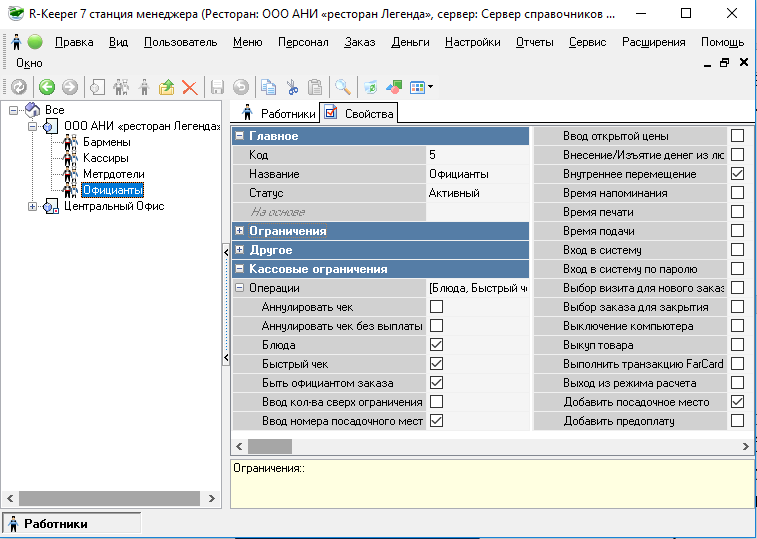 R-Keeper 7 станция менеджера (Ресторан: ООО АНИ «ресторан Легенда», сервер: Сервер справочников ...
Правка Вид Пользователь Меню Персонал Заказ Деньги Настройки Отчеты Сервис Расширения Помощь
Окно
Все
ООО АНИ «ресторан Легенда»
Бармены
Кассиры
Метрдотели
Официанты
Центральный Офис
Работники Свойства
Главное
Код 5
Название Официанты
Статус Активный
На основе
Ограничения
Другое
Кассовые ограничения
Операции [Блюда, Быстрый че
Аннулировать чек
Аннулировать чек без выплаты
Блюда
Быстрый чек
Быть официантом заказа
Ввод кол-ва сверх ограничения
Ввод номера посадочного мест
Ввод открытой цены
Внесение/Изъятие денег из лю
Внутреннее перемещение
Время напоминания
Время печати
Время подачи
Вход в систему
Вход в систему по паролю
Выбор визита для нового заказ
Выбор заказа для закрытия
Выключение компьютера
Выкуп товара
Выполнить транзакцию FarCard
Выход из режима расчета
Добавить посадочное место
Добавить предоплату
Ограничения::
Работники